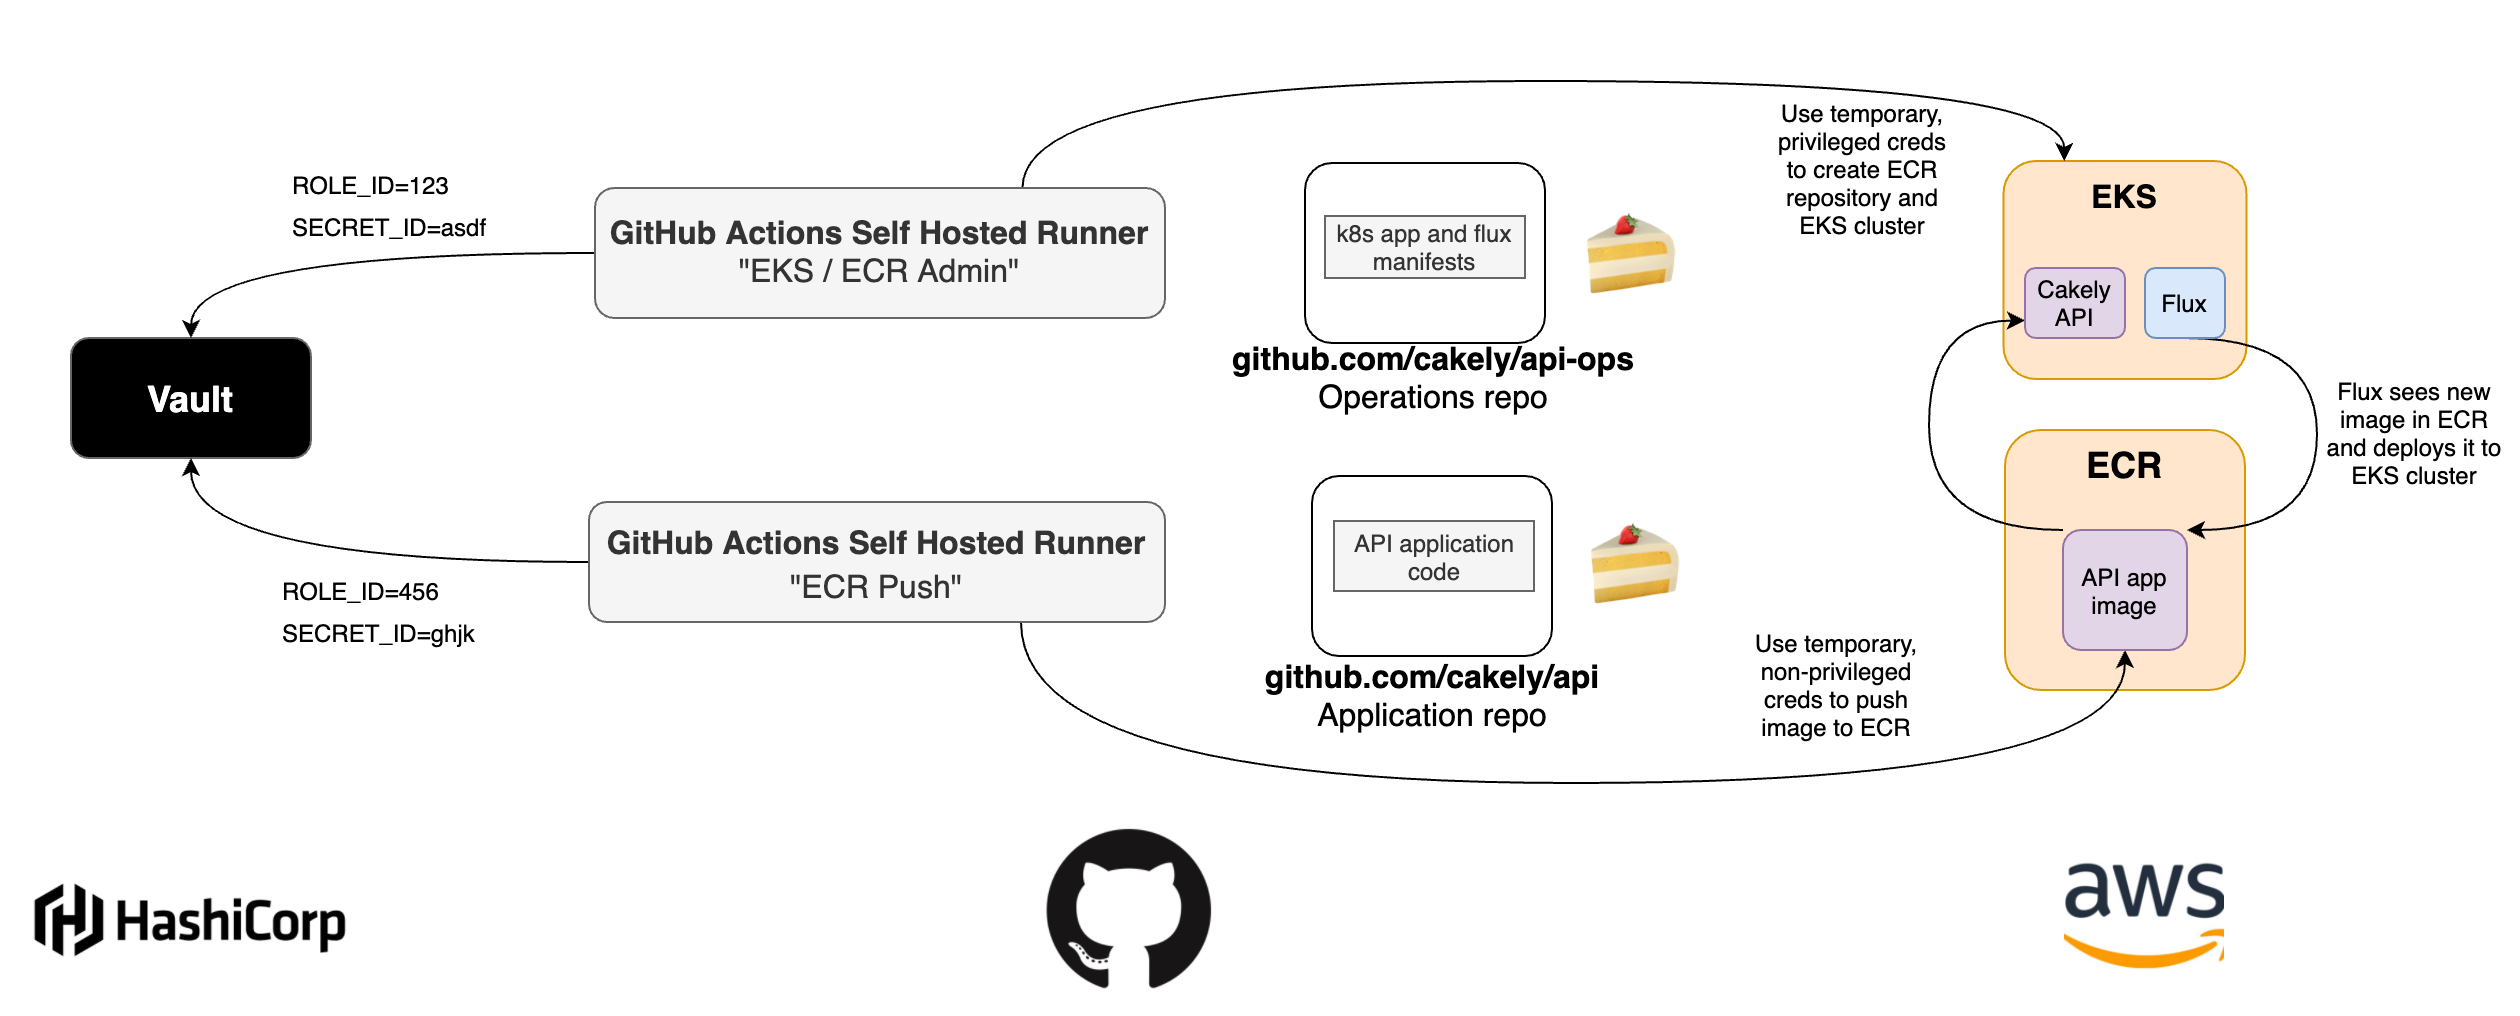 ROLE_ID=123
SECRET_ID=asdf
GitHub Actions Self Hosted Runner
"EKS / ECR Admin"
Vault
ROLE_ID=456
SECRET_ID=ghjk
GitHub Actions Self Hosted Runner
"ECR Push"
k8s app and flux
manifests
github.com/cakely/api-ops
Operations repo
API application
code
github.com/cakely/api
Application repo
Use temporary,
privileged creds
to create ECR
repository and
EKS cluster
EKS
Cakely
API
Flux
Flux sees new
image in ECR
and deploys it to
EKS cluster
ECR
API app
image
Use temporary,
non-privileged
creds to push
image to ECR
HashiCorp
aws